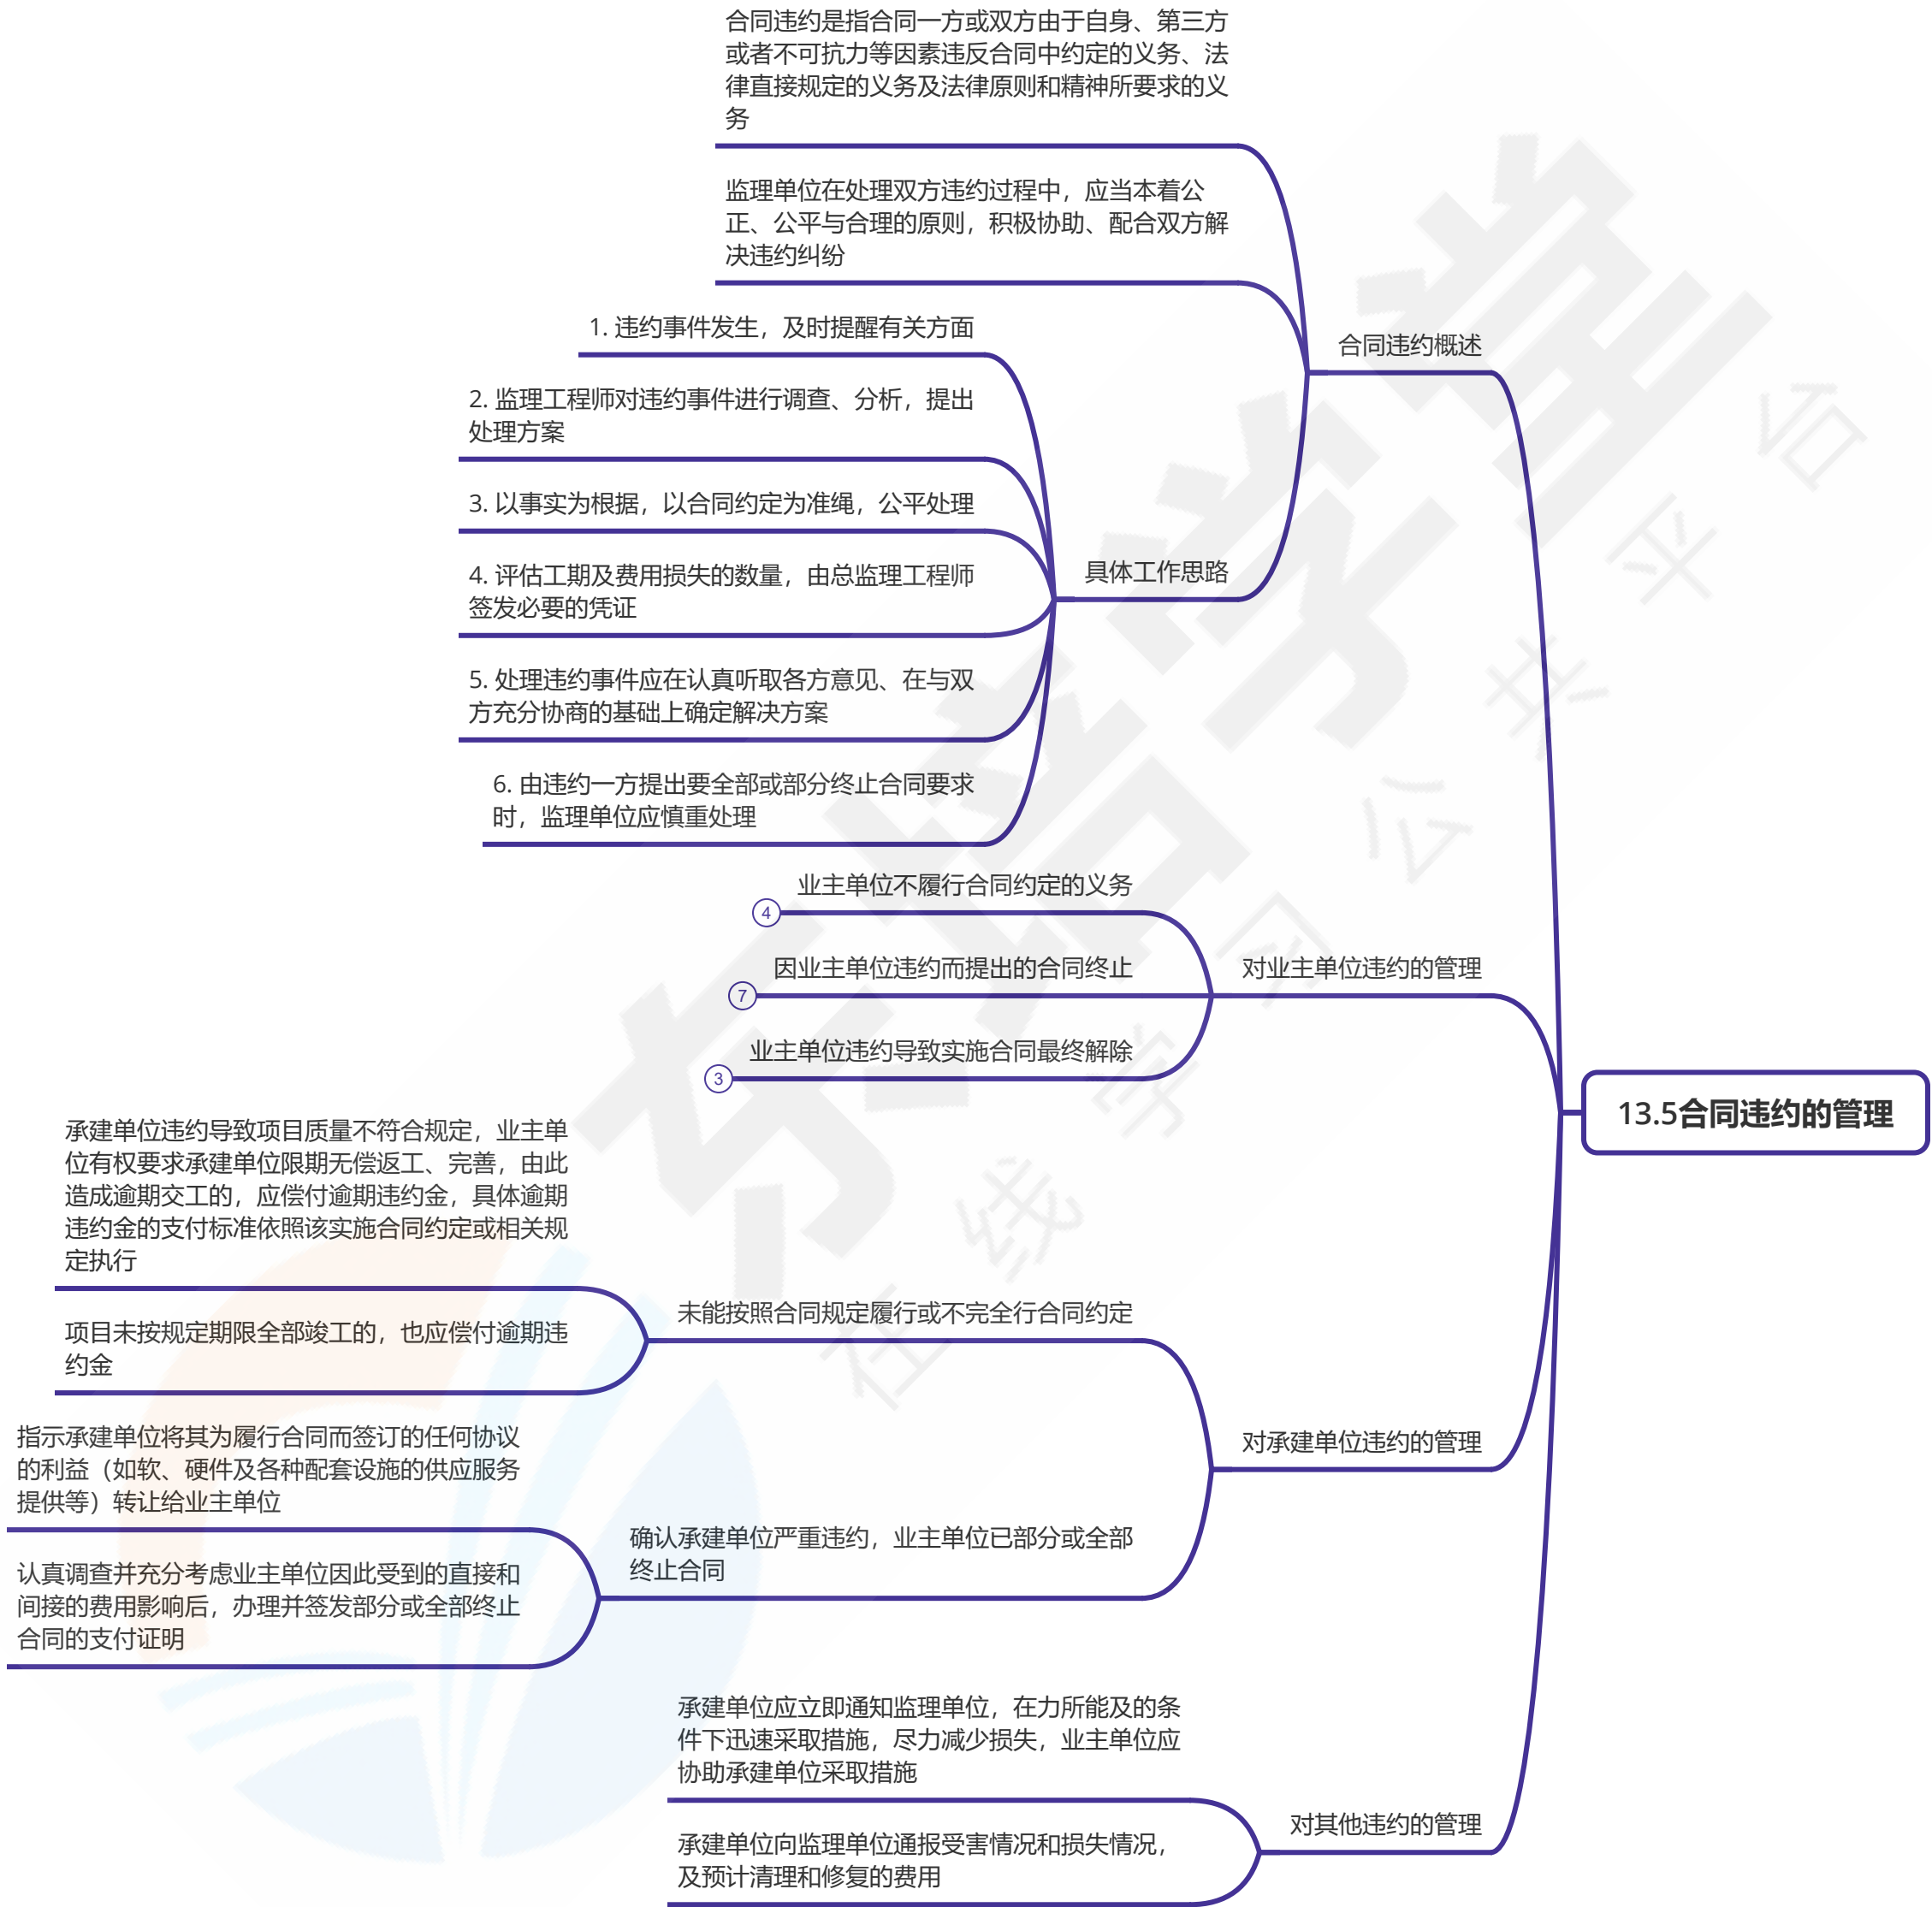 合同违约是指合同一方或双方由于自身、第三方
或者不可抗力等因素违反合同中约定的义务、法
律直接规定的义务及法律原则和精神所要求的义
务
监理单位在处理双方违约过程中，应当本着公
正、公平与合理的原则，积极协助、配合双方解
决违约纠纷
合同违约概述
1. 违约事件发生，及时提醒有关方面
2. 监理工程师对违约事件进行调查、分析，提出
处理方案
3. 以事实为根据，以合同约定为准绳，公平处理
4. 评估工期及费用损失的数量，由总监理工程师
签发必要的凭证
5. 处理违约事件应在认真听取各方意见、在与双
方充分协商的基础上确定解决方案
6. 由违约一方提出要全部或部分终止合同要求
时，监理单位应慎重处理
具体工作思路
业主单位不履行合同约定的义务
4
因业主单位违约而提出的合同终止
7
业主单位违约导致实施合同最终解除
3
对业主单位违约的管理
13.5合同违约的管理
承建单位违约导致项目质量不符合规定，业主单
位有权要求承建单位限期无偿返工、完善，由此
造成逾期交工的，应偿付逾期违约金，具体逾期
违约金的支付标准依照该实施合同约定或相关规
定执行
项目未按规定期限全部竣工的，也应偿付逾期违
约金
未能按照合同规定履行或不完全行合同约定
指示承建单位将其为履行合同而签订的任何协议
的利益（如软、硬件及各种配套设施的供应服务
提供等）转让给业主单位
认真调查并充分考虑业主单位因此受到的直接和
间接的费用影响后，办理并签发部分或全部终止
合同的支付证明
确认承建单位严重违约，业主单位已部分或全部
终止合同
对承建单位违约的管理
承建单位应立即通知监理单位，在力所能及的条
件下迅速采取措施，尽力减少损失，业主单位应
协助承建单位采取措施
承建单位向监理单位通报受害情况和损失情况，
及预计清理和修复的费用
对其他违约的管理
东培学堂
在线学习公共平台